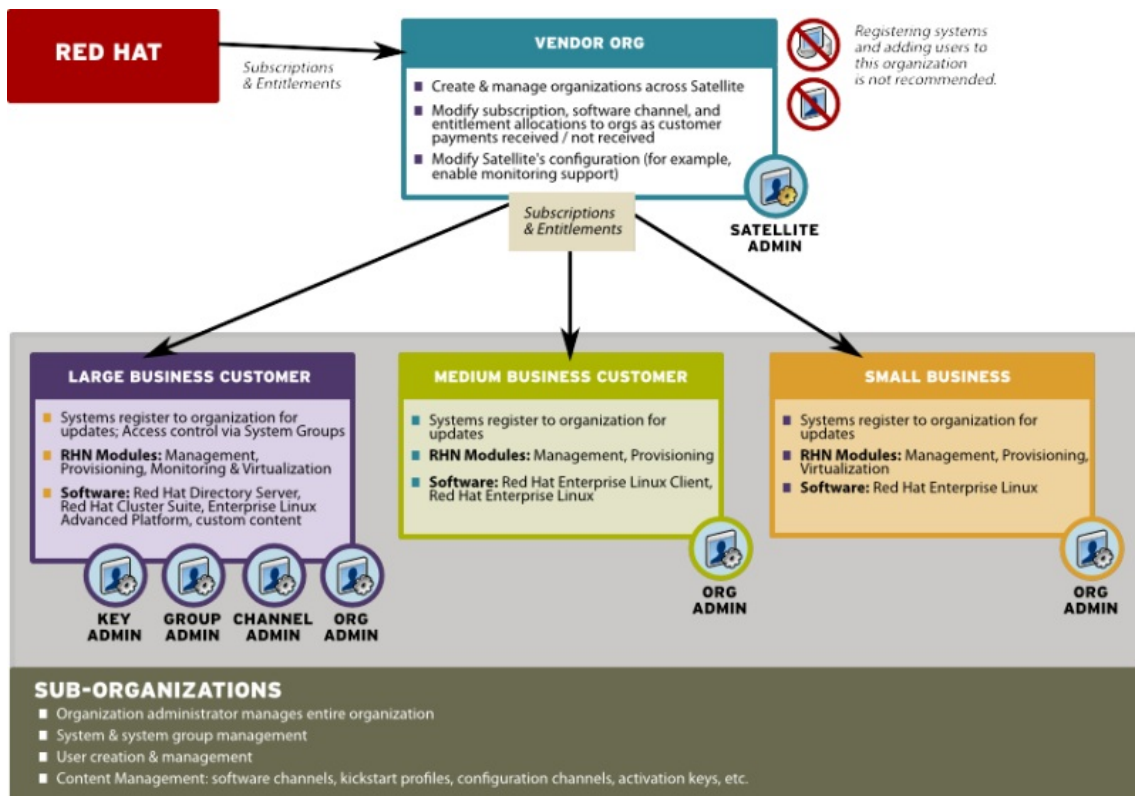 RED HAT
Subscriptions
& Entitlements
VENDOR ORG
Create & manage organizations across Satellite
Modify subscription, software channel, and
entitlement allocations to orgs as customer
payments received / not received
Modify Satellite's configuration (for example,
enable monitoring support)
Registering systems
and adding users to
this organization
is not recommended.
SATELLITE
ADMIN
Subscriptions
& Entitlements
LARGE BUSINESS CUSTOMER
Systems register to organization for
updates; Access control via System Groups
RHN Modules: Management,
Provisioning, Monitoring & Virtualization
Software: Red Hat Directory Server,
Red Hat Cluster Suite, Enterprise Linux
Advanced Platform, custom content
KEY
ADMIN
GROUP
ADMIN
CHANNEL
ADMIN
ORG
ADMIN
MEDIUM BUSINESS CUSTOMER
Systems register to organization for
updates
RHN Modules: Management, Provisioning
Software: Red Hat Enterprise Linux Client,
Red Hat Enterprise Linux
ORG
ADMIN
SMALL BUSINESS
Systems register to organization for
updates
RHN Modules: Management, Provisioning,
Virtualization
Software: Red Hat Enterprise Linux
ORG
ADMIN
SUB-ORGANIZATIONS
Organization administrator manages entire organization
System & system group management
User creation & management
Content Management: software channels, kickstart profiles, configuration channels, activation keys, etc.